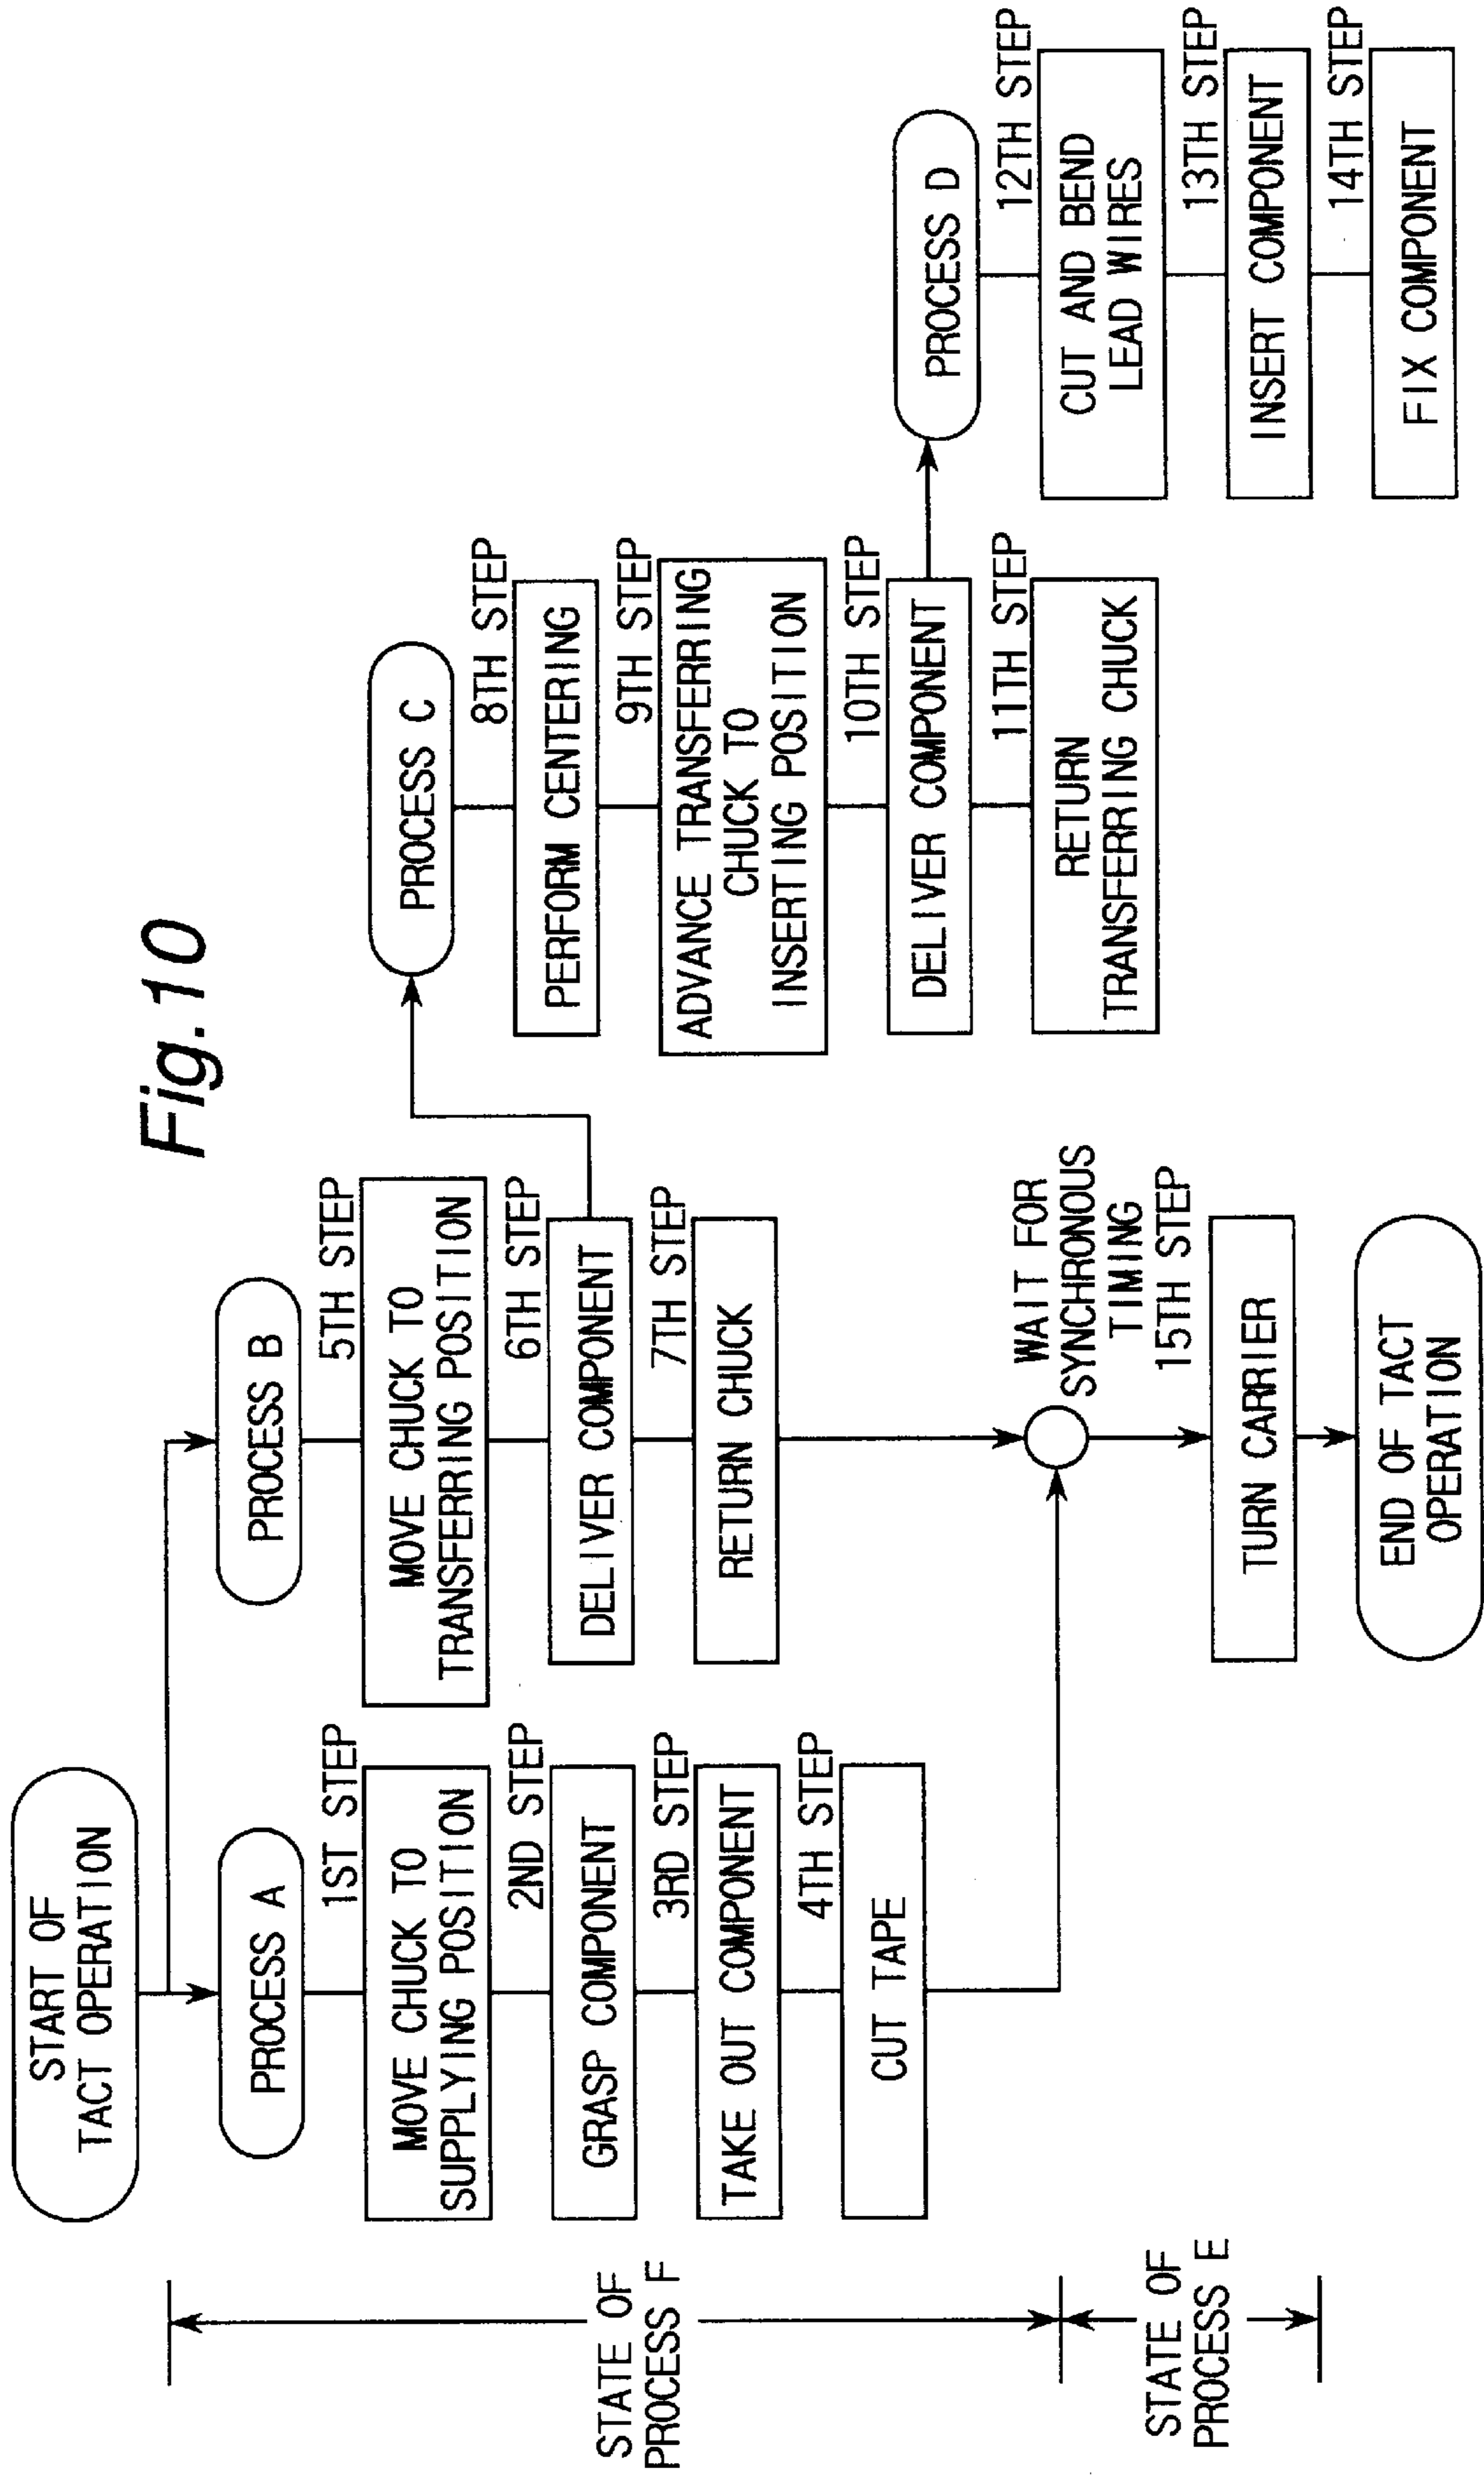 Fig.10
START OF
TACT OPERATION
PROCESS A
1ST STEP
MOVE CHUCK TO
SUPPLYING POSITION
2ND STEP
GRASP COMPONENT
3RD STEP
TAKE OUT COMPONENT
4TH STEP
CUT TAPE
PROCESS B
5TH STEP
MOVE CHUCK TO
TRANSFERRING POSITION
6TH STEP
DELIVER COMPONENT
7TH STEP
RETURN CHUCK
WAIT FOR
SYNCHRONOUS
TIMING
15TH STEP
TURN CARRIER
END OF TACT
OPERATION
PROCESS C
8TH STEP
PERFORM CENTERING
9TH STEP
ADVANCE TRANSFERRING
CHUCK TO
INSERTING POSITION
10TH STEP
DELIVER COMPONENT
11TH STEP
RETURN
TRANSFERRING CHUCK
PROCESS D
12TH STEP
CUT AND BEND
LEAD WIRES
13TH STEP
INSERT COMPONENT
14TH STEP
FIX COMPONENT
STATE OF
PROCESS F
STATE OF
PROCESS E